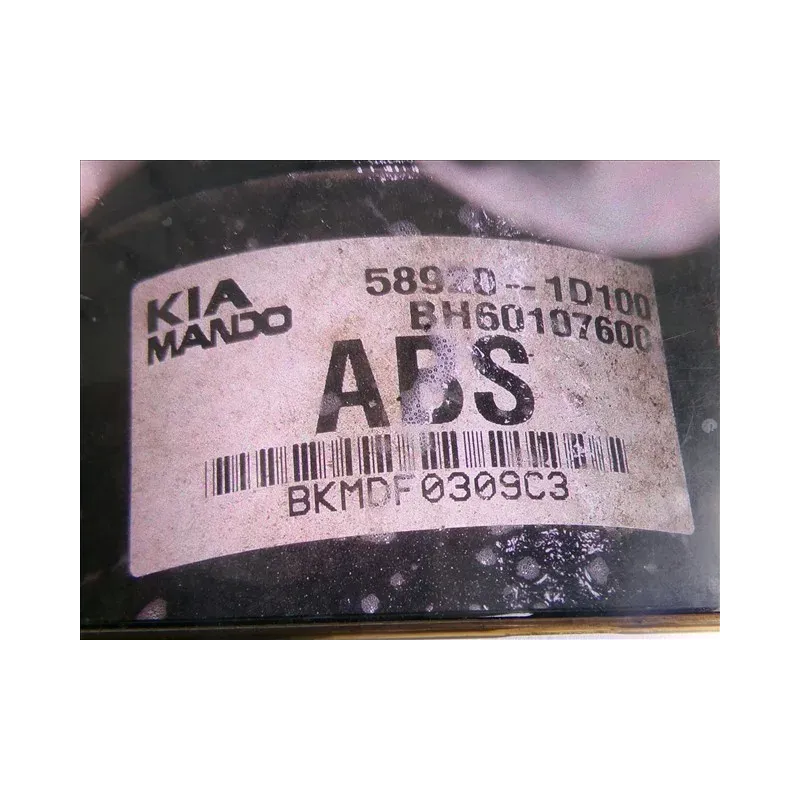 KIA
MANDO
58920--1D100
BH60107600
ABS
BKMDF0309C3